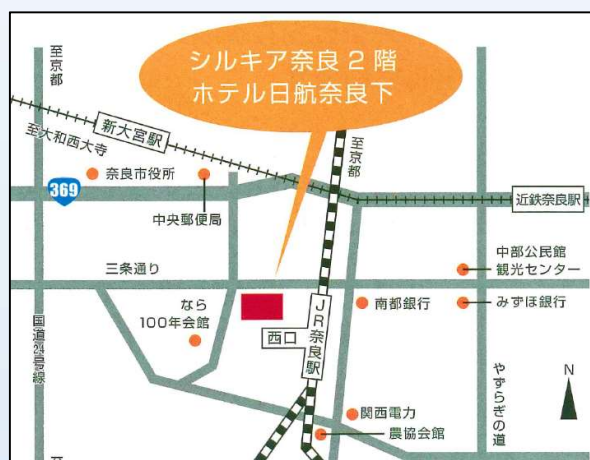 シルキア奈良2階
ホテル日航奈良下
至京都
新大宮駅
至大和西大寺
至京都
奈良市役所
369
中央郵便局
近鉄奈良駅
三条通り
中部公民館
観光センター
なら
100年会館
JR奈良駅
西口
南都銀行
みずほ銀行
国道24号線
やすらぎの道
N
関西電力
農協会館
至